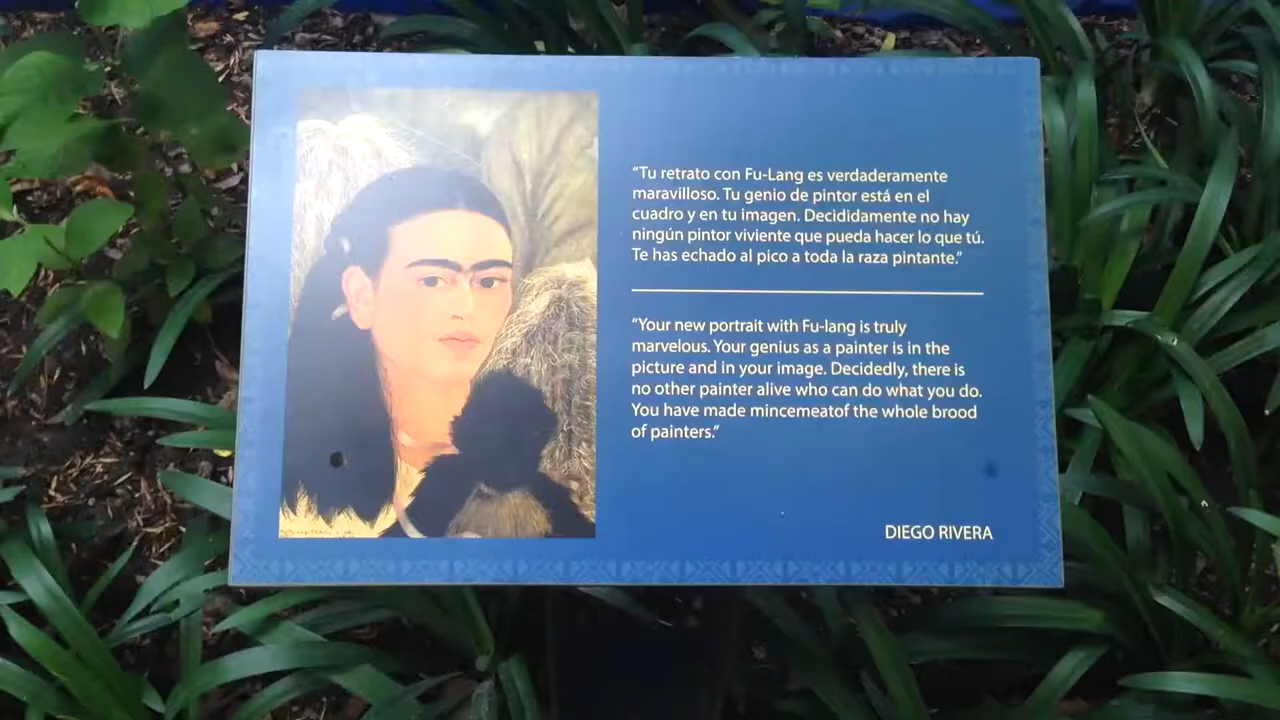 “Tu retrato con Fu-Lang es verdaderamente
maravilloso. Tu genio de pintor está en el
cuadro y en tu imagen. Decididamente no hay
ningún pintor viviente que pueda hacer lo que tú.
Te has echado al pico a toda la raza pintante.”
“Your new portrait with Fu-lang is truly
marvelous. Your genius as a painter is in the
picture and in your image. Decidedly, there is
no other painter alive who can do what you do.
You have made mincemeatof the whole brood
of painters.”
DIEGO RIVERA